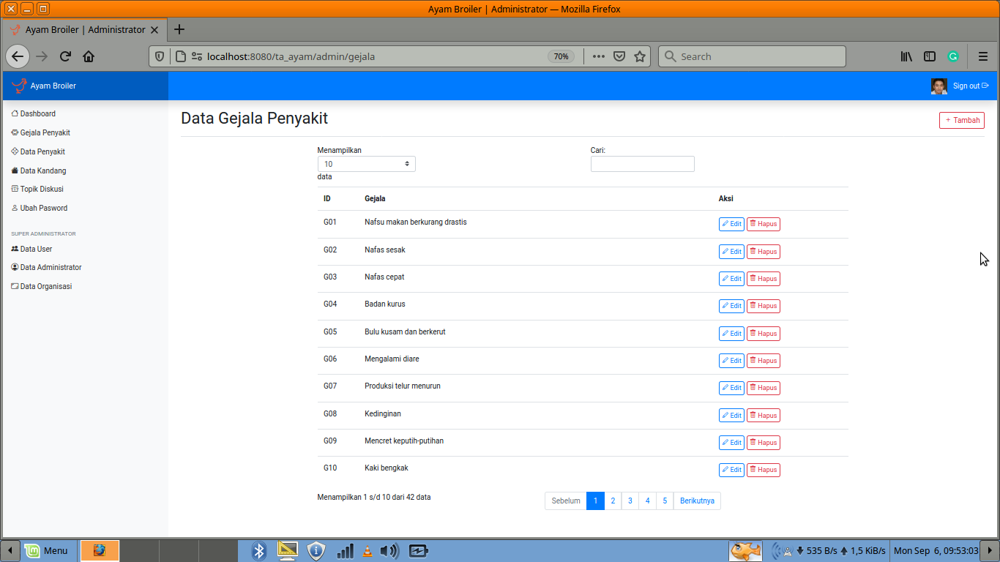 Ayam Broiler | Administrator — Mozilla Firefox
Ayam Broiler | Administrator
localhost:8080/ta_ayam/admin/gejala
70%
Search
Ayam Broiler
Sign out
Dashboard
Gejala Penyakit
Data Penyakit
Data Kandang
Topik Diskusi
Ubah Pasword
SUPER ADMINISTRATOR
Data User
Data Administrator
Data Organisasi
Data Gejala Penyakit
+ Tambah
Menampilkan
10
data
Cari:
ID Gejala Aksi
G01 Nafsu makan berkurang drastis Edit Hapus
G02 Nafas sesak Edit Hapus
G03 Nafas cepat Edit Hapus
G04 Badan kurus Edit Hapus
G05 Bulu kusam dan berkerut Edit Hapus
G06 Mengalami diare Edit Hapus
G07 Produksi telur menurun Edit Hapus
G08 Kedinginan Edit Hapus
G09 Mencret keputih-putihan Edit Hapus
G10 Kaki bengkak Edit Hapus
Menampilkan 1 s/d 10 dari 42 data
Sebelum 1 2 3 4 5 Berikutnya
Menu
535 B/s 1,5 KiB/s
Mon Sep 6, 09:53:03